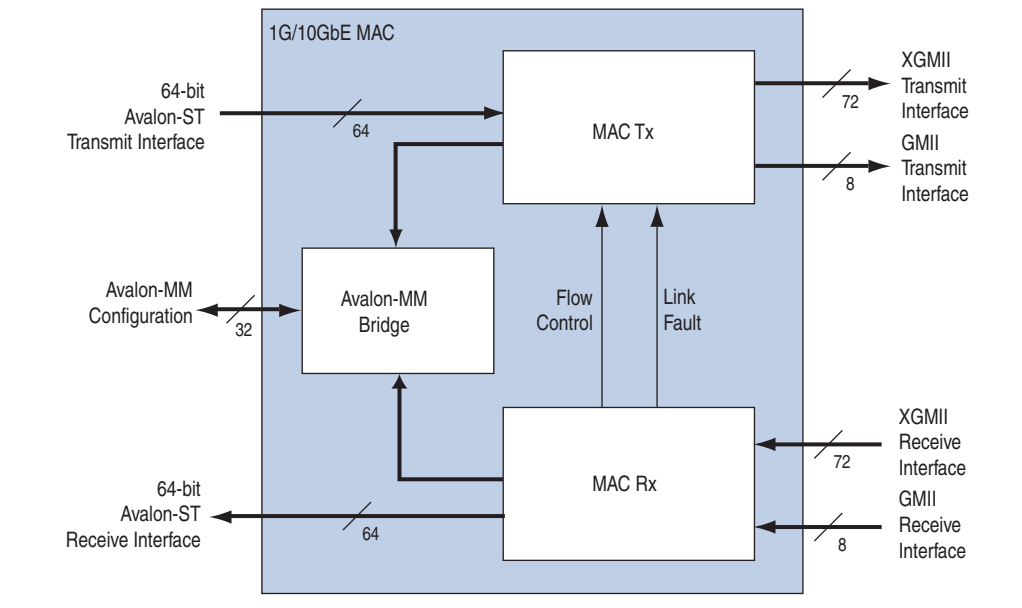 1G/10GbE MAC
64-bit
Avalon-ST
Transmit Interface
64
MAC Tx
72
XGMII
Transmit
Interface
8
GMII
Transmit
Interface
Avalon-MM
Configuration
32
Avalon-MM
Bridge
Flow
Control
Link
Fault
64-bit
Avalon-ST
Receive Interface
64
MAC Rx
72
XGMII
Receive
Interface
8
GMII
Receive
Interface